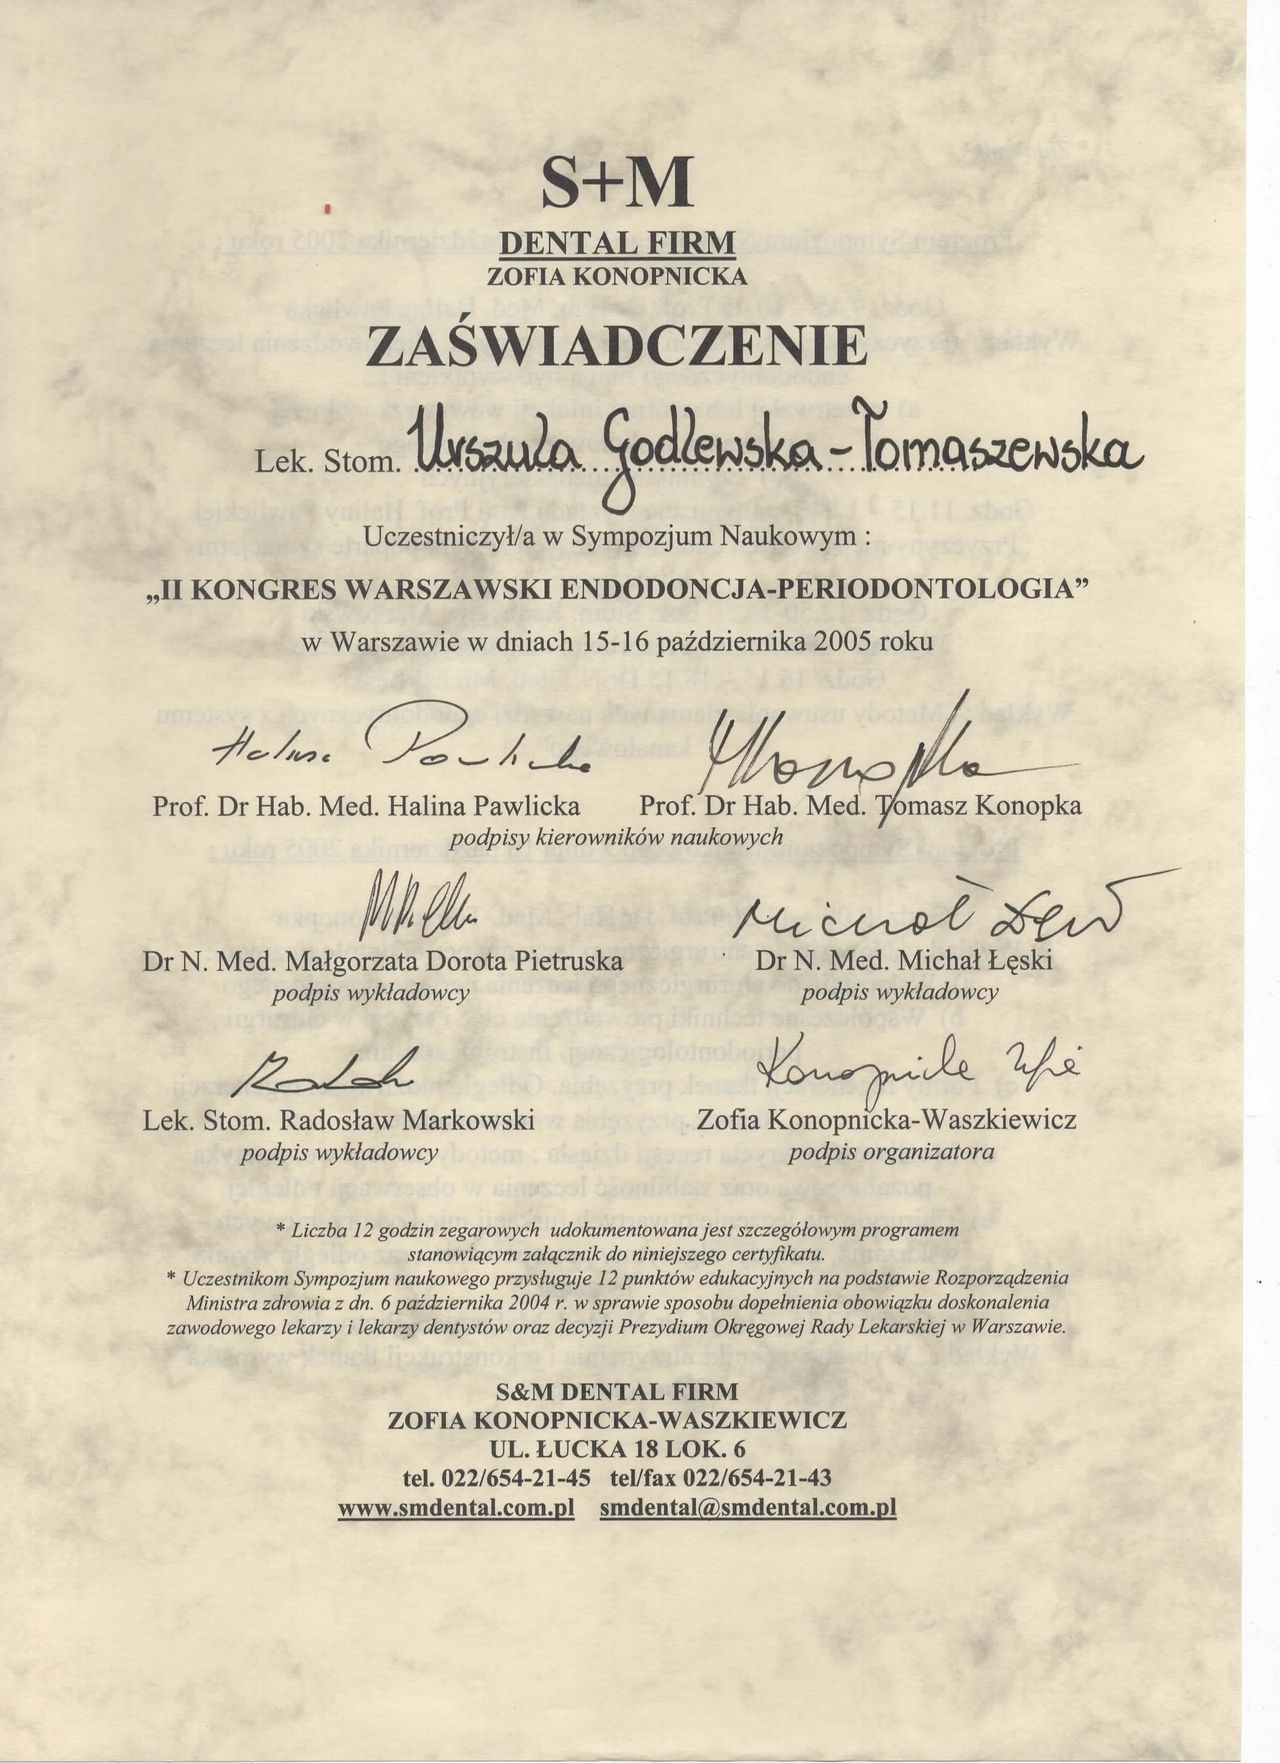 S+M
DENTAL FIRM
ZOFIA KONOPNICKA
ZAŚWIADCZENIE
Lek. Stom. Urszula Godlewska-Tomaszewska
Uczestniczył/a w Sympozjum Naukowym :
„II KONGRES WARSZAWSKI ENDODONCJA-PERIODONTOLOGIA”
w Warszawie w dniach 15-16 października 2005 roku
Halina Pawlicka TKonopka
Prof. Dr Hab. Med. Halina Pawlicka Prof. Dr Hab. Med. Tomasz Konopka
podpisy kierowników naukowych
Michał Łęski
Dr N. Med. Małgorzata Dorota Pietruska Dr N. Med. Michał Łęski
podpis wykładowcy podpis wykładowcy
Konopnicka Zofia
Lek. Stom. Radosław Markowski Zofia Konopnicka-Waszkiewicz
podpis wykładowcy podpis organizatora
* Liczba 12 godzin zegarowych udokumentowana jest szczegółowym programem
stanowiącym załącznik do niniejszego certyfikatu.
* Uczestnikom Sympozjum naukowego przysługuje 12 punktów edukacyjnych na podstawie Rozporządzenia
Ministra zdrowia z dn. 6 października 2004 r. w sprawie sposobu dopełnienia obowiązku doskonalenia
zawodowego lekarzy i lekarzy dentystów oraz decyzji Prezydium Okręgowej Rady Lekarskiej w Warszawie.
S&M DENTAL FIRM
ZOFIA KONOPNICKA-WASZKIEWICZ
UL. ŁUCKA 18 LOK. 6
tel. 022/654-21-45 tel/fax 022/654-21-43
www.smdental.com.pl smdental@smdental.com.pl